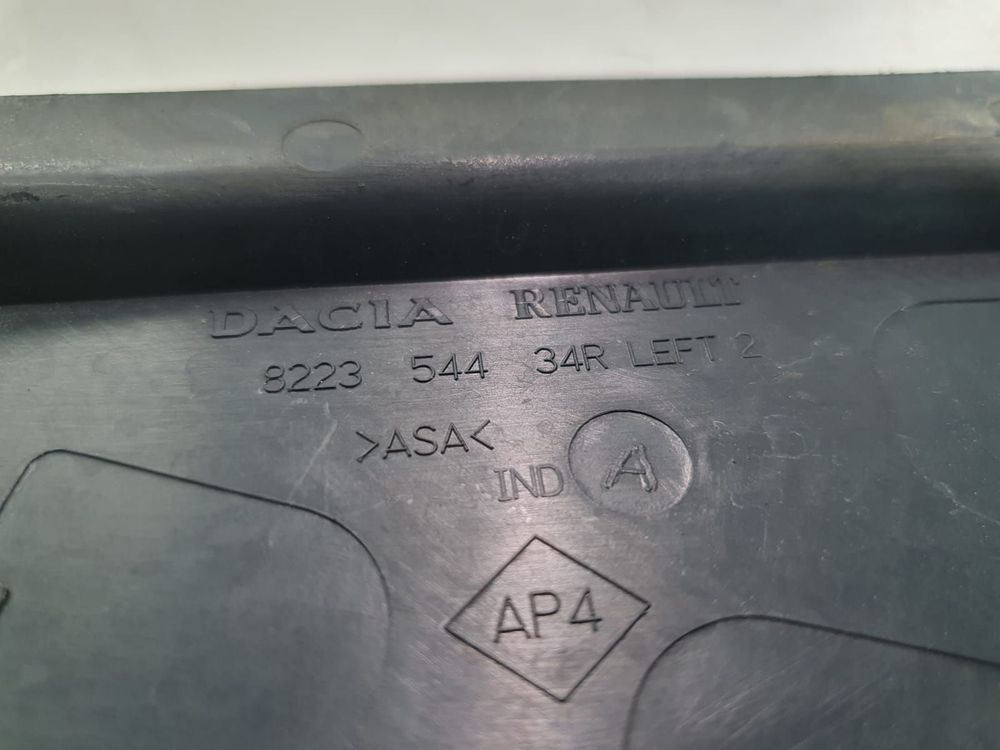 DACIA RENAULT
8223 544 34R LEFT 2
>ASA<
IND A
AP4